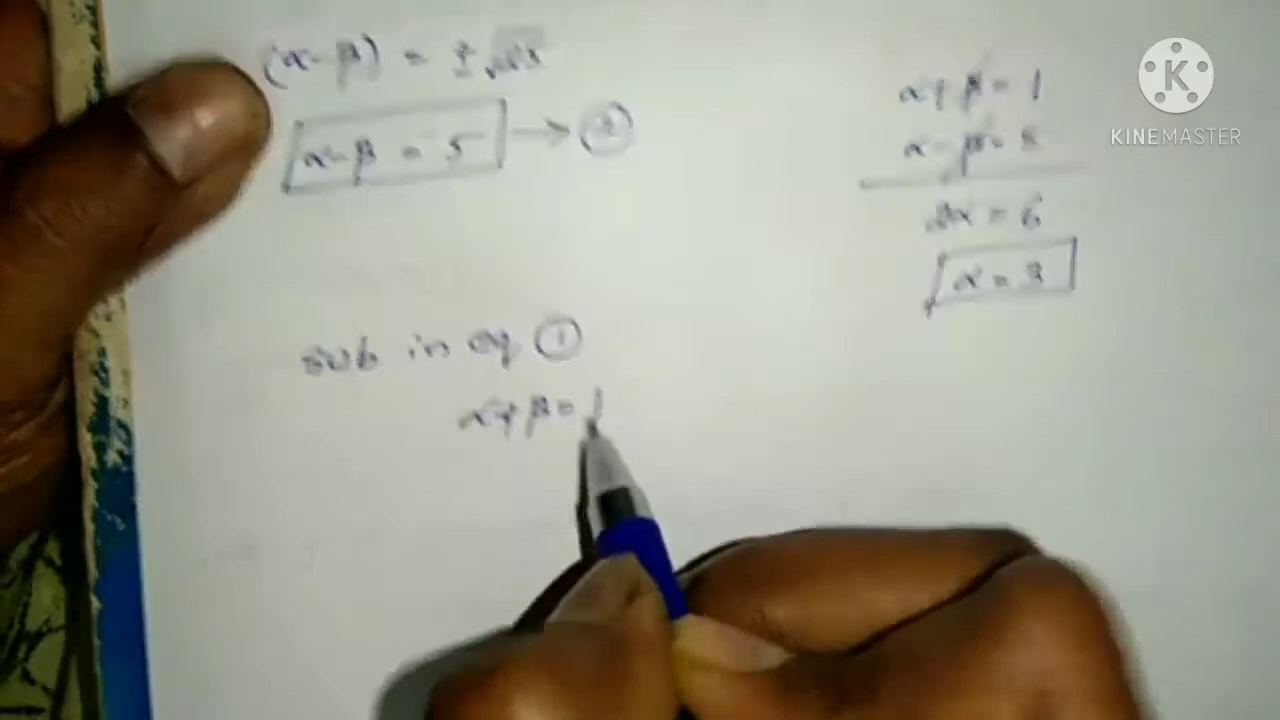 (α-β) = ±√25
α-β = 5 → ②
sub in eq ①
α+β=1
α+β=1
α-β=5
2α=6
α=3
K
KINEMASTER